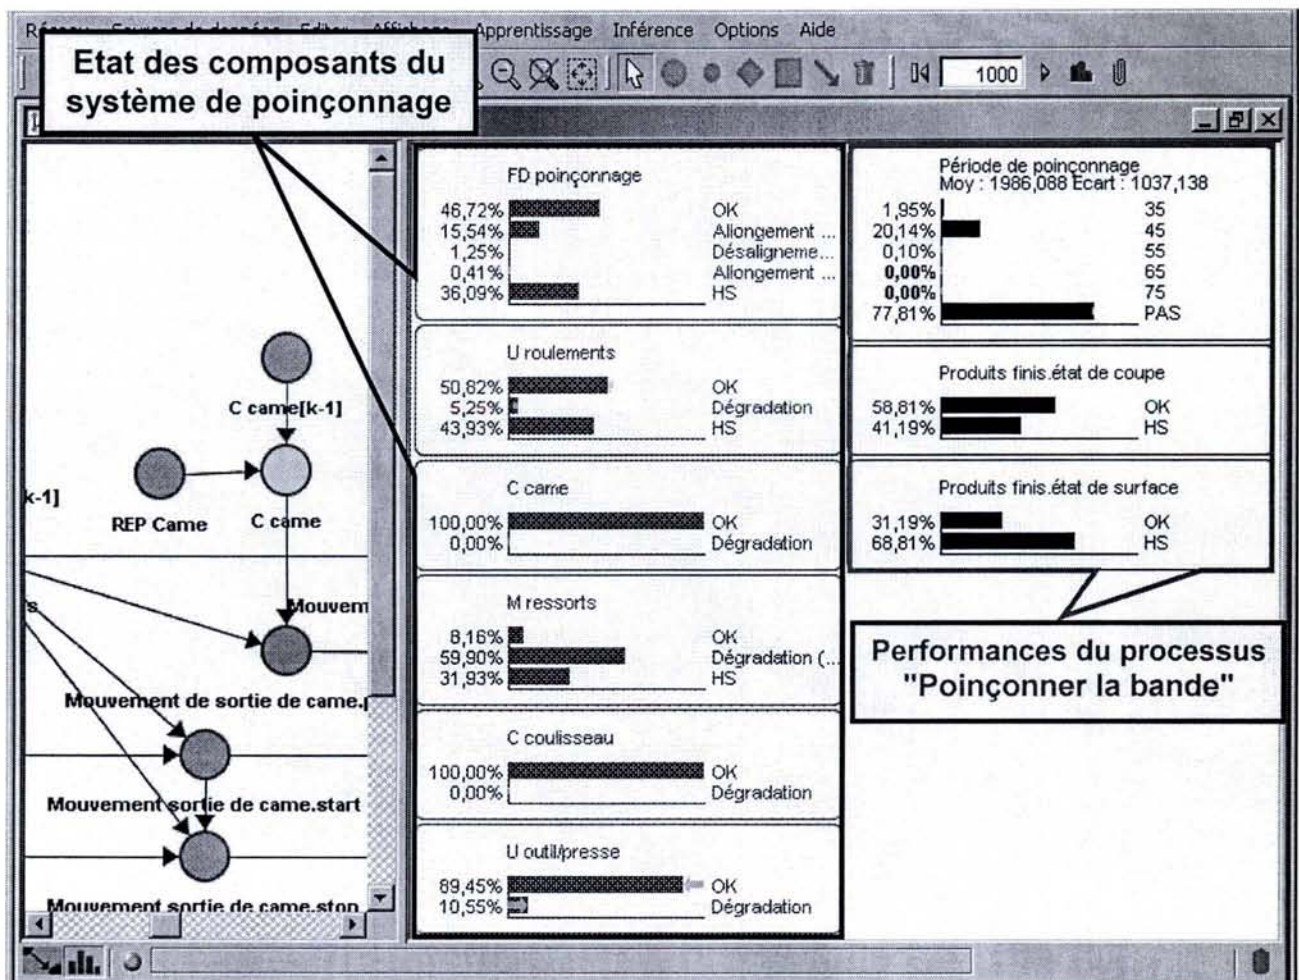 Apprentissage Inférence Options Aide
Etat des composants du
système de poinçonnage
1000
FD poinçonnage
46,72% OK
15,54% Allongement ...
1,25% Désaligneme...
0,41% Allongement ...
36,09% HS
U roulements
50,82% OK
5,25% Dégradation
43,93% HS
C came
100,00% OK
0,00% Dégradation
M ressorts
8,16% OK
59,90% Dégradation (...
31,93% HS
C coulisseau
100,00% OK
0,00% Dégradation
U outil/presse
89,45% OK
10,55% Dégradation
Période de poinçonnage
Moy : 1986,088 Ecart : 1037,138
1,95% 35
20,14% 45
0,10% 55
0,00% 65
0,00% 75
77,81% PAS
Produits finis.état de coupe
58,81% OK
41,19% HS
Produits finis.état de surface
31,19% OK
68,81% HS
Performances du processus
"Poinçonner la bande"
C came[k-1]
k-1]
REP Came
C came
s
Mouvem
Mouvement de sortie de came.
Mouvement sortie de came.start
Mouvement sortie de came.stop